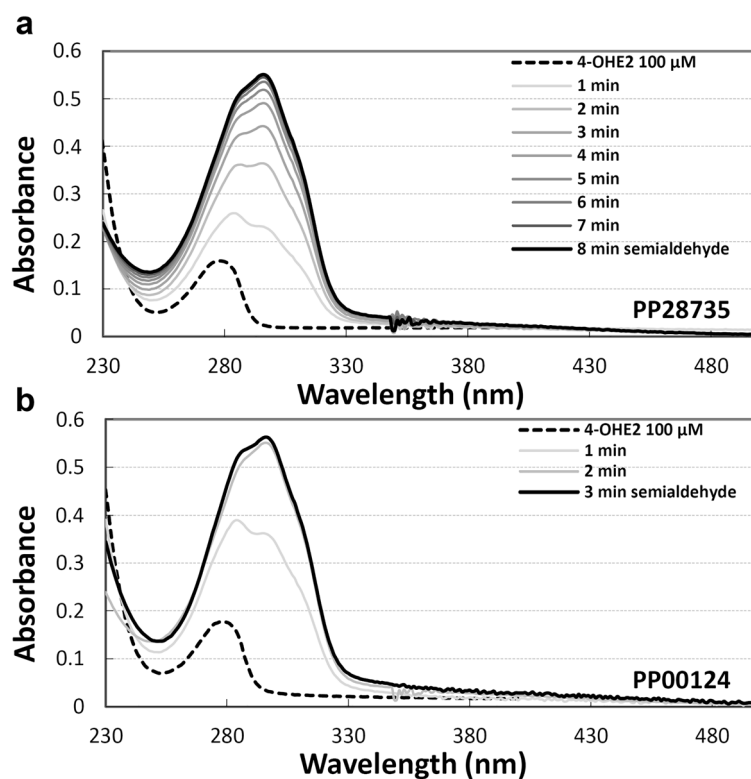 a
0.6
0.5
0.4
0.3
0.2
0.1
0
Absorbance
4-OHE2 100 µM
1 min
2 min
3 min
4 min
5 min
6 min
7 min
8 min semialdehyde
PP28735
230 280 330 380 430 480
Wavelength (nm)
b
0.6
0.5
0.4
0.3
0.2
0.1
0
Absorbance
4-OHE2 100 µM
1 min
2 min
3 min semialdehyde
PP00124
230 280 330 380 430 480
Wavelength (nm)